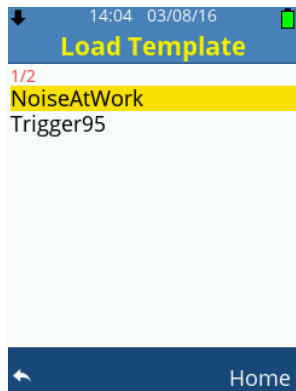 14:04 03/08/16
Load Template
1/2
NoiseAtWork
Trigger95
Home